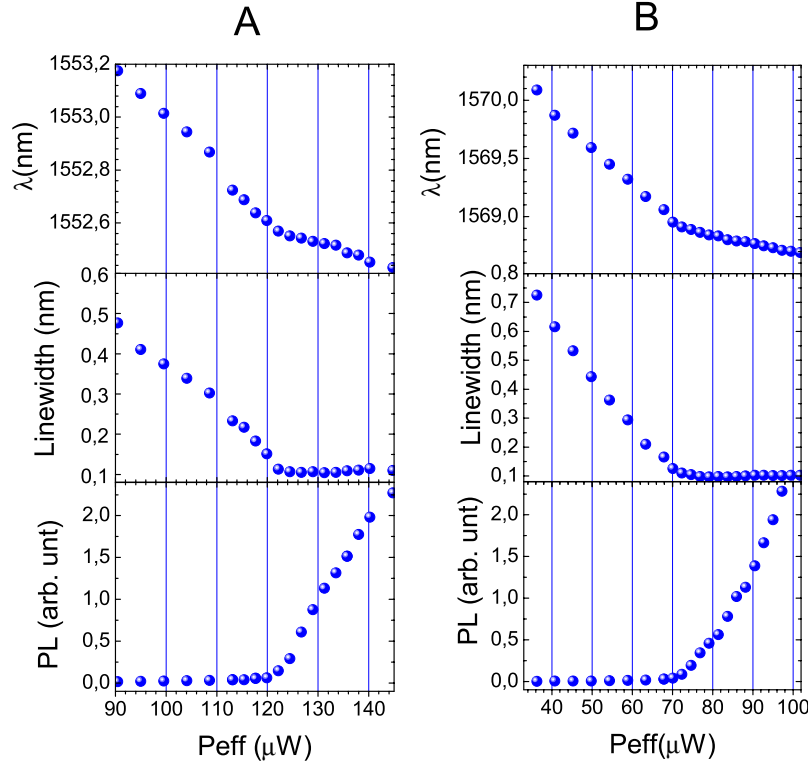 A
1553,2
1553,0
1552,8
1552,6
λ(nm)
0,6
0,5
0,4
0,3
0,2
0,1
Linewidth (nm)
2,0
1,5
1,0
0,5
0,0
PL (arb. unt)
90 100 110 120 130 140
Peff (μW)
B
1570,0
1569,5
1569,0
λ(nm)
0,8
0,7
0,6
0,5
0,4
0,3
0,2
0,1
Linewidth (nm)
2,0
1,5
1,0
0,5
0,0
PL (arb. unt)
40 50 60 70 80 90 100
Peff(μW)